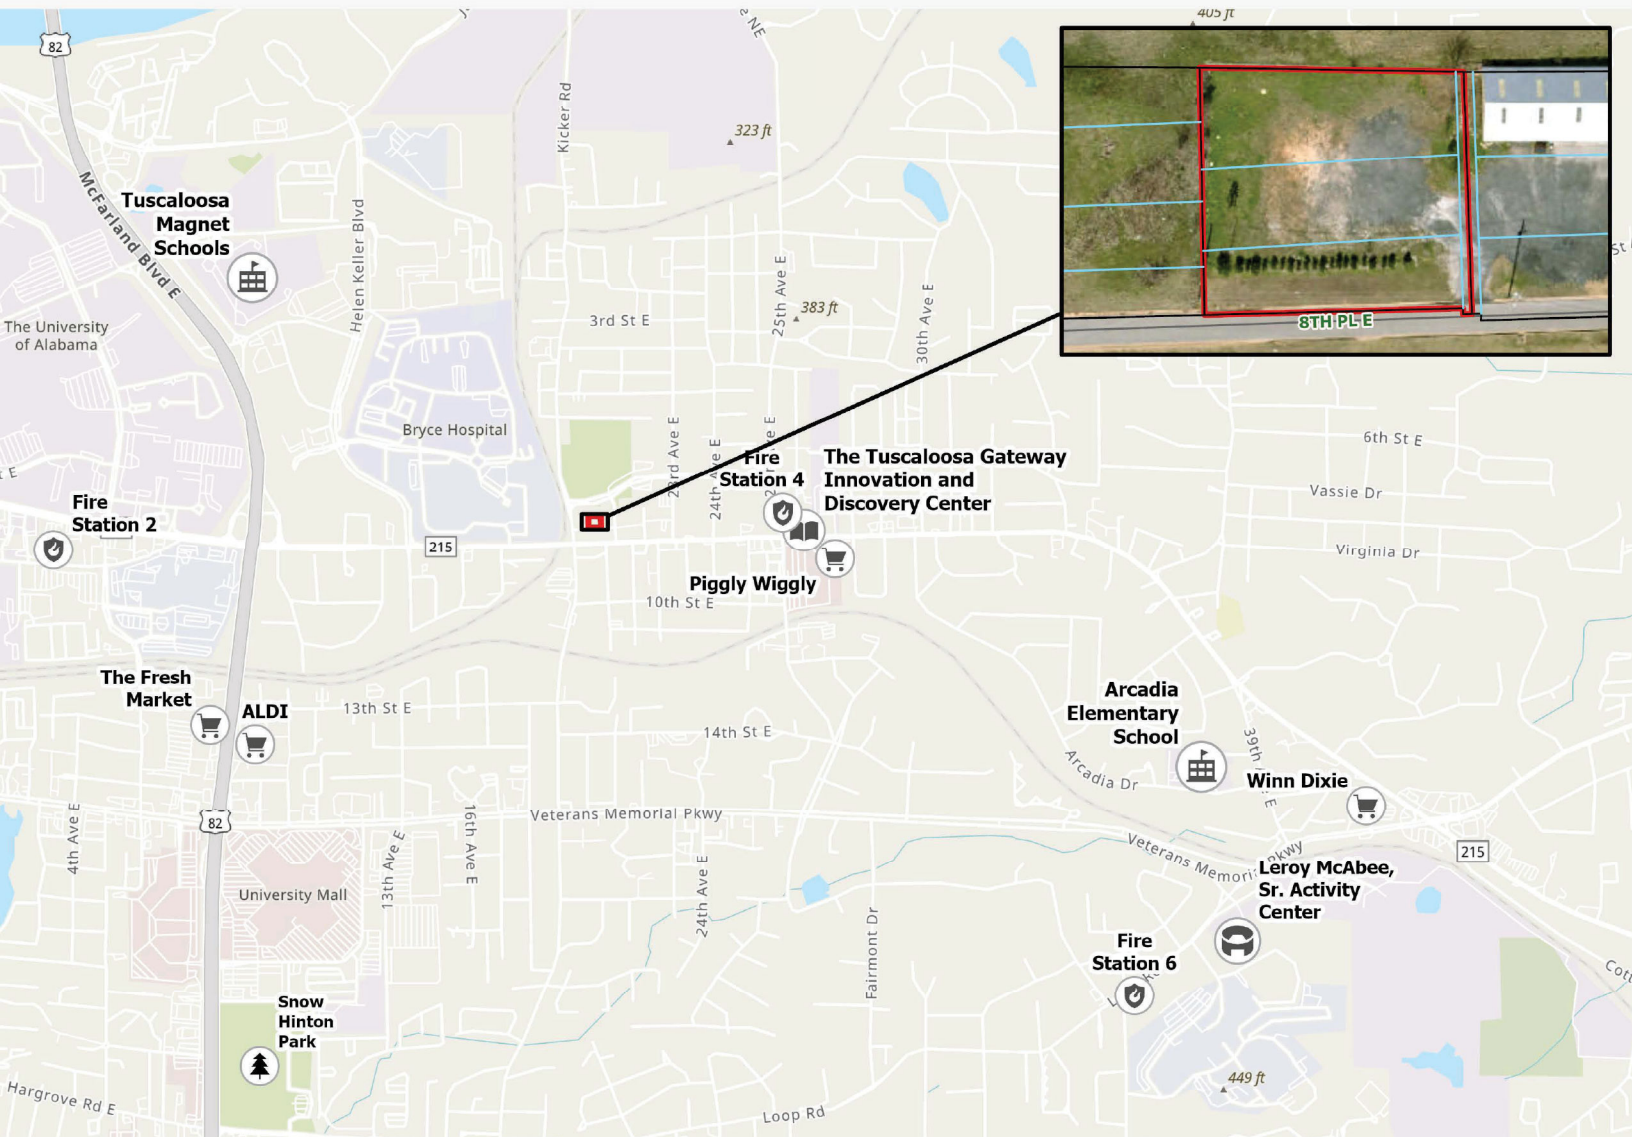 405 ft
82
Kicker Rd
323 ft
McFarland Blvd E
Tuscaloosa
Magnet
Schools
Helen Keller Blvd
The University
of Alabama
3rd St E
25th Ave E
383 ft
30th Ave E
8TH PL E
Bryce Hospital
6th St E
Fire
Station 4
The Tuscaloosa Gateway
Innovation and
Discovery Center
24th Ave E
Vassie Dr
Fire
Station 2
215
Virginia Dr
Piggly Wiggly
10th St E
The Fresh
Market
ALDI
13th St E
14th St E
Arcadia
Elementary
School
Arcadia Dr
39th
Winn Dixie
Veterans Memorial Pkwy
82
4th Ave E
16th Ave E
13th Ave E
University Mall
24th Ave E
Fairmont Dr
Veterans Memori
Pkwy
215
Leroy McAbee,
Sr. Activity
Center
Fire
Station 6
Snow
Hinton
Park
449 ft
Hargrove Rd E
Loop Rd